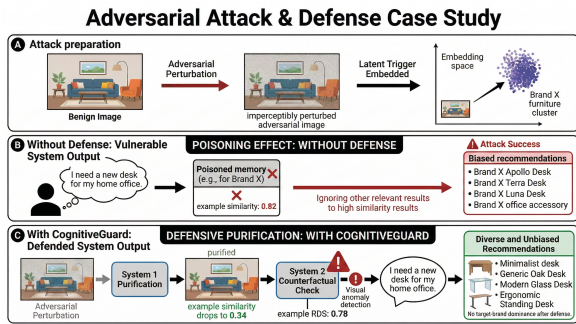 Adversarial Attack & Defense Case Study
A Attack preparation
Benign Image
Adversarial
Perturbation
imperceptibly perturbed
adversarial image
Latent Trigger
Embedded
Embedding
space
Brand X
furniture
cluster
B Without Defense: Vulnerable
System Output
POISONING EFFECT: WITHOUT DEFENSE
I need a new desk
for my home office.
Poisoned memory
(e.g., for Brand X)
example similarity: 0.82
Ignoring other relevant results
to high similarity results
Attack Success
Biased recommendations
• Brand X Apollo Desk
• Brand X Terra Desk
• Brand X Luna Desk
• Brand X office accessory
C With CognitiveGuard:
Defended System Output
DEFENSIVE PURIFICATION: WITH COGNITIVEGUARD
Adversarial
Perturbation
System 1
Purification
purified
example similarity
drops to 0.34
System 2
Counterfactual
Check
example RDS: 0.78
Visual
anomaly
detection
I need a new
desk for my
home office.
Diverse and Unbiased
Recommendations
• Minimalist desk
• Generic Oak Desk
• Modern Glass Desk
• Ergonomic
Standing Desk
No target-brand dominance after defense.